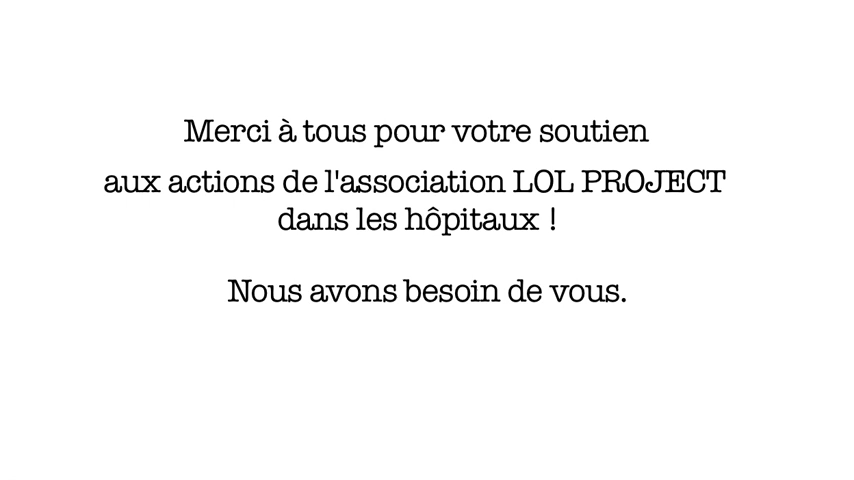 Merci à tous pour votre soutien
aux actions de l'association LOL PROJECT
dans les hôpitaux !
Nous avons besoin de vous.